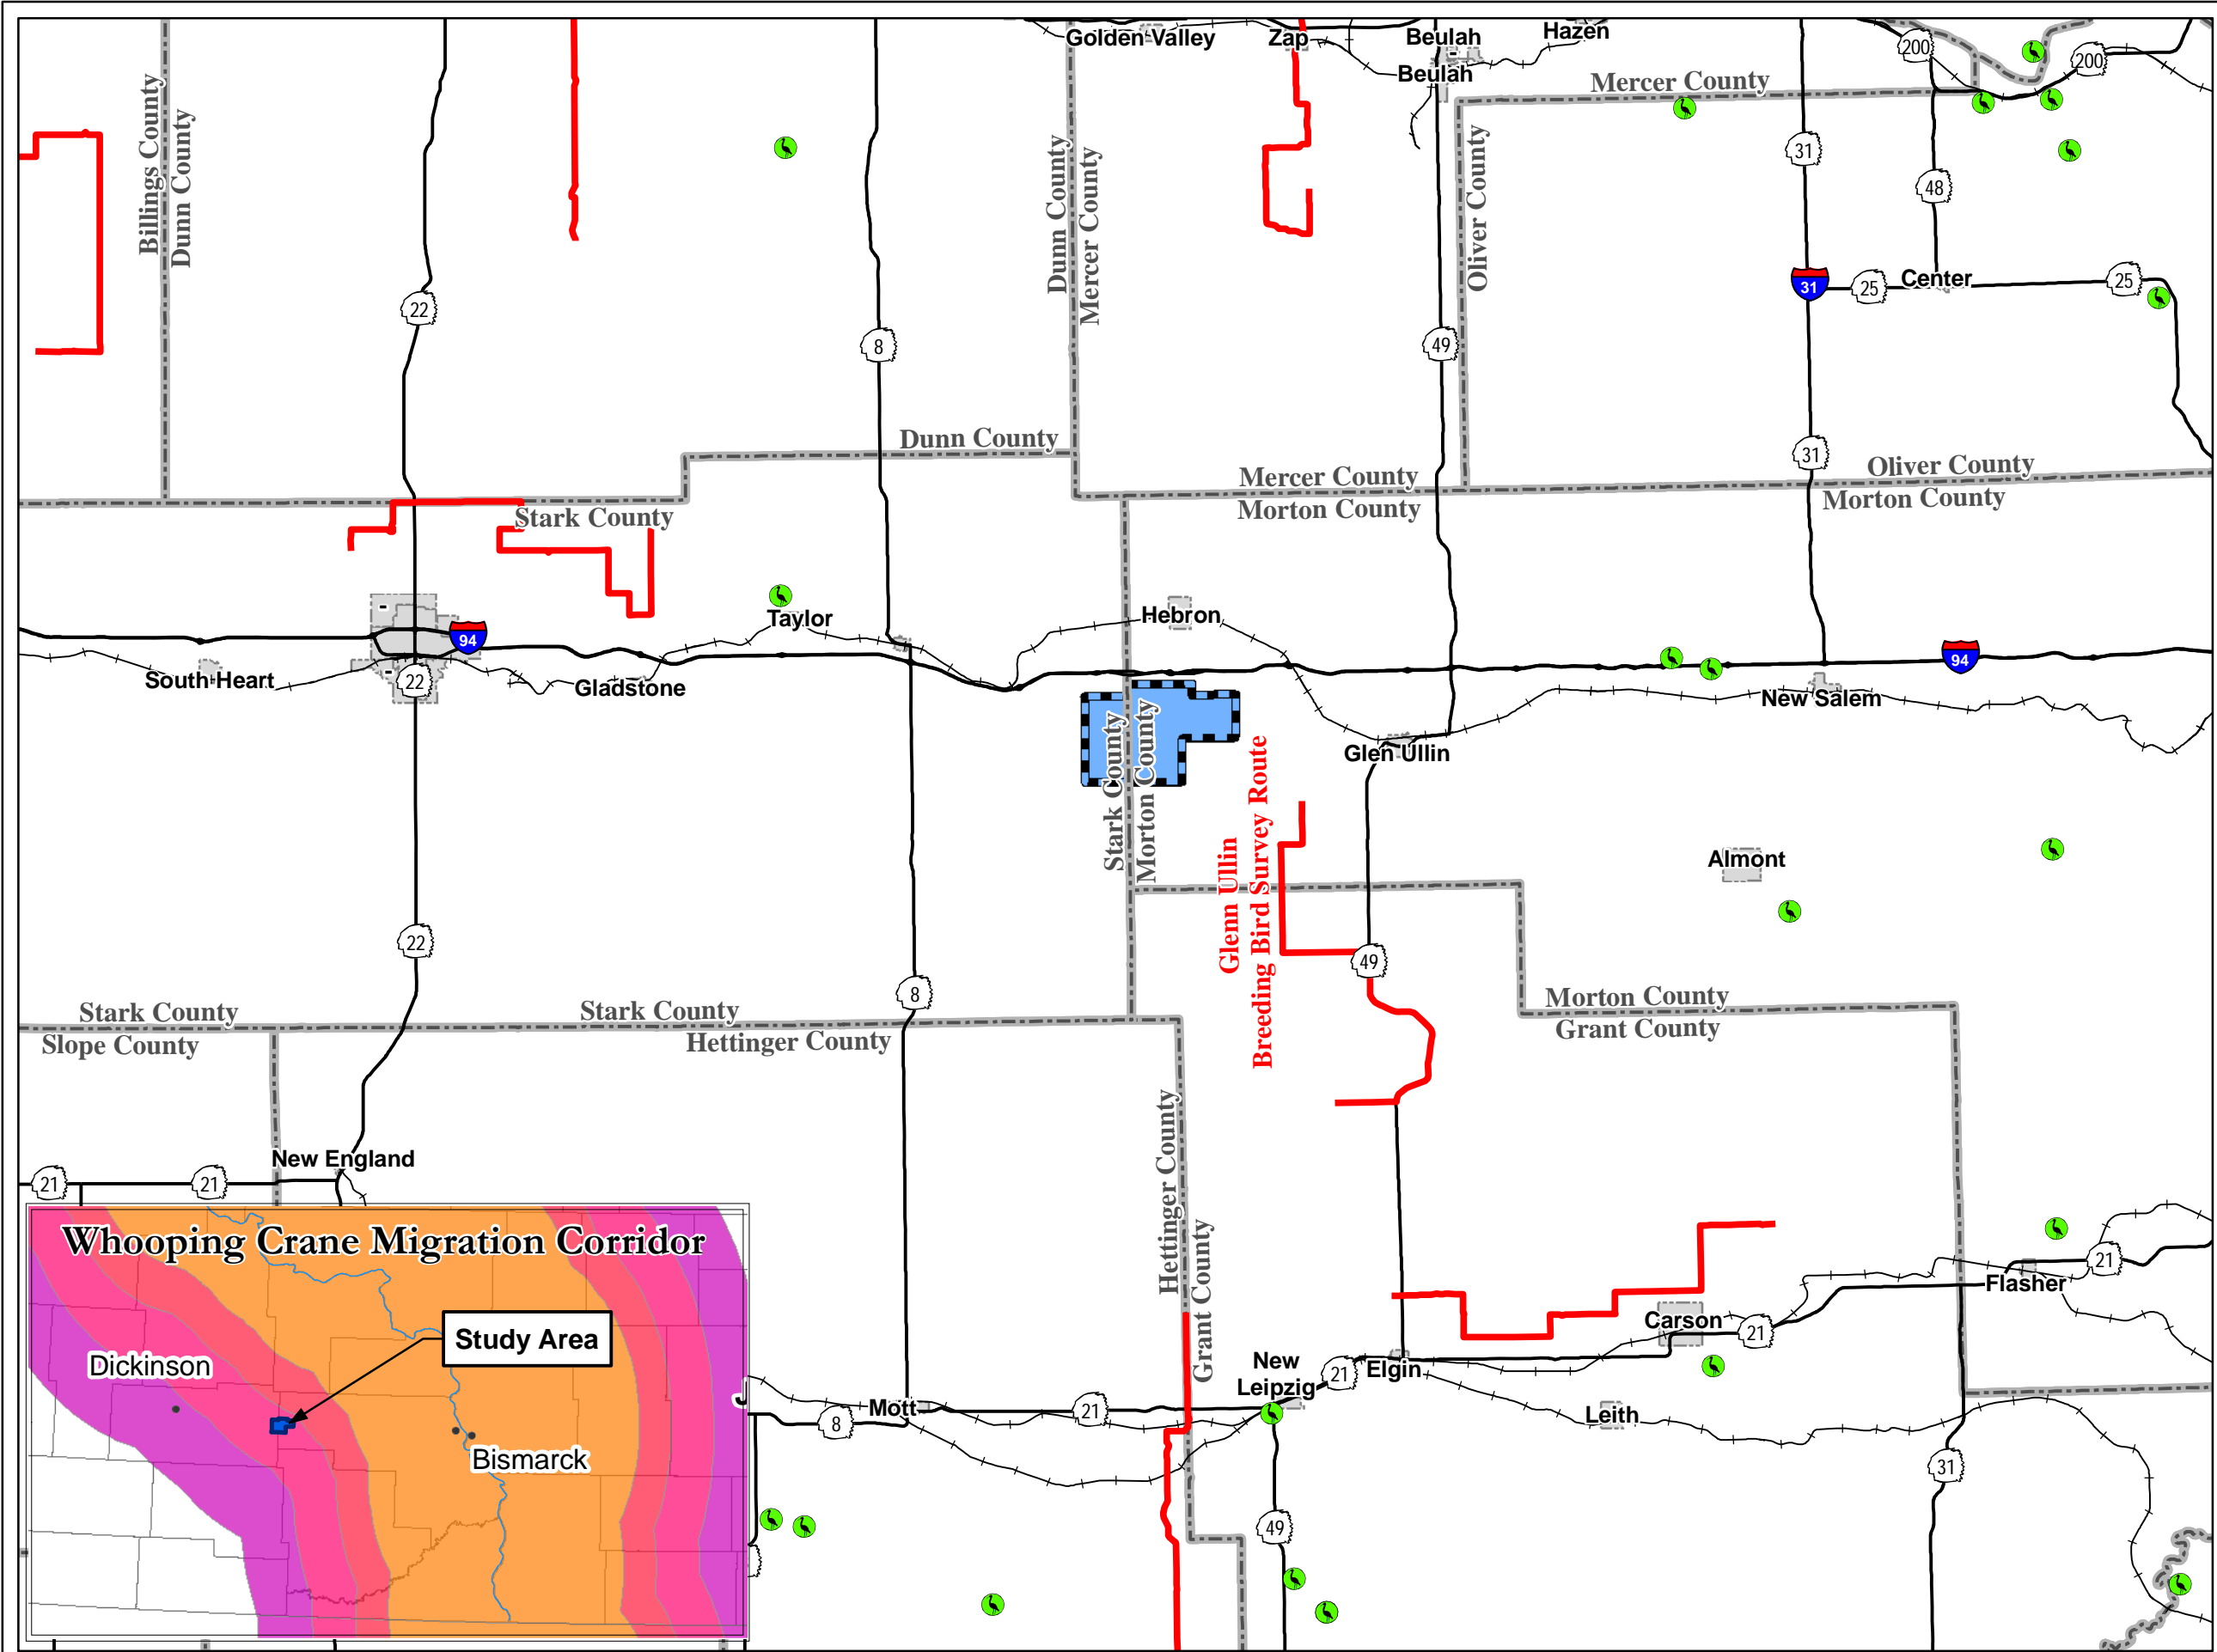 Golden Valley
Zap
Beulah
Hazen
Beulah
200
200
Mercer County
Billings County
Dunn County
Dunn County
Mercer County
Oliver County
31
48
22
8
49
31
25
Center
25
Dunn County
Mercer County
Morton County
31
Oliver County
Morton County
Stark County
Taylor
Hebron
94
94
South Heart
22
Gladstone
New Salem
Glen Ullin
Stark County
Morton County
Glenn Ullin
Breeding Bird Survey Route
Almont
22
49
8
Stark County
Slope County
Stark County
Hettinger County
Morton County
Grant County
Hettinger County
Grant County
New England
21
21
Whooping Crane Migration Corridor
Study Area
Dickinson
Bismarck
Flasher
21
Carson
21
New
Leipzig
21
Elgin
Mott
8
21
Leith
31
49